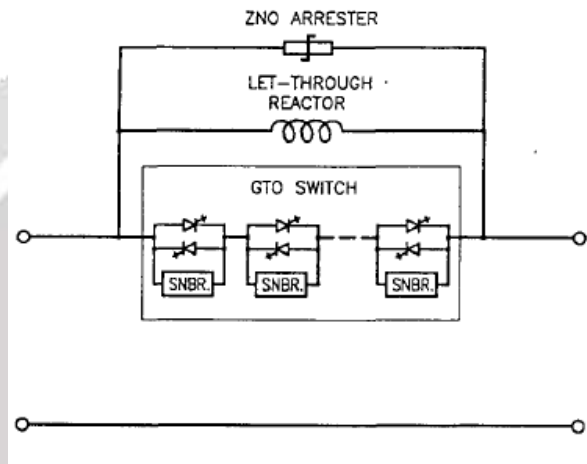 ZNO ARRESTER
LET-THROUGH
REACTOR
GTO SWITCH
SNBR. SNBR. SNBR.